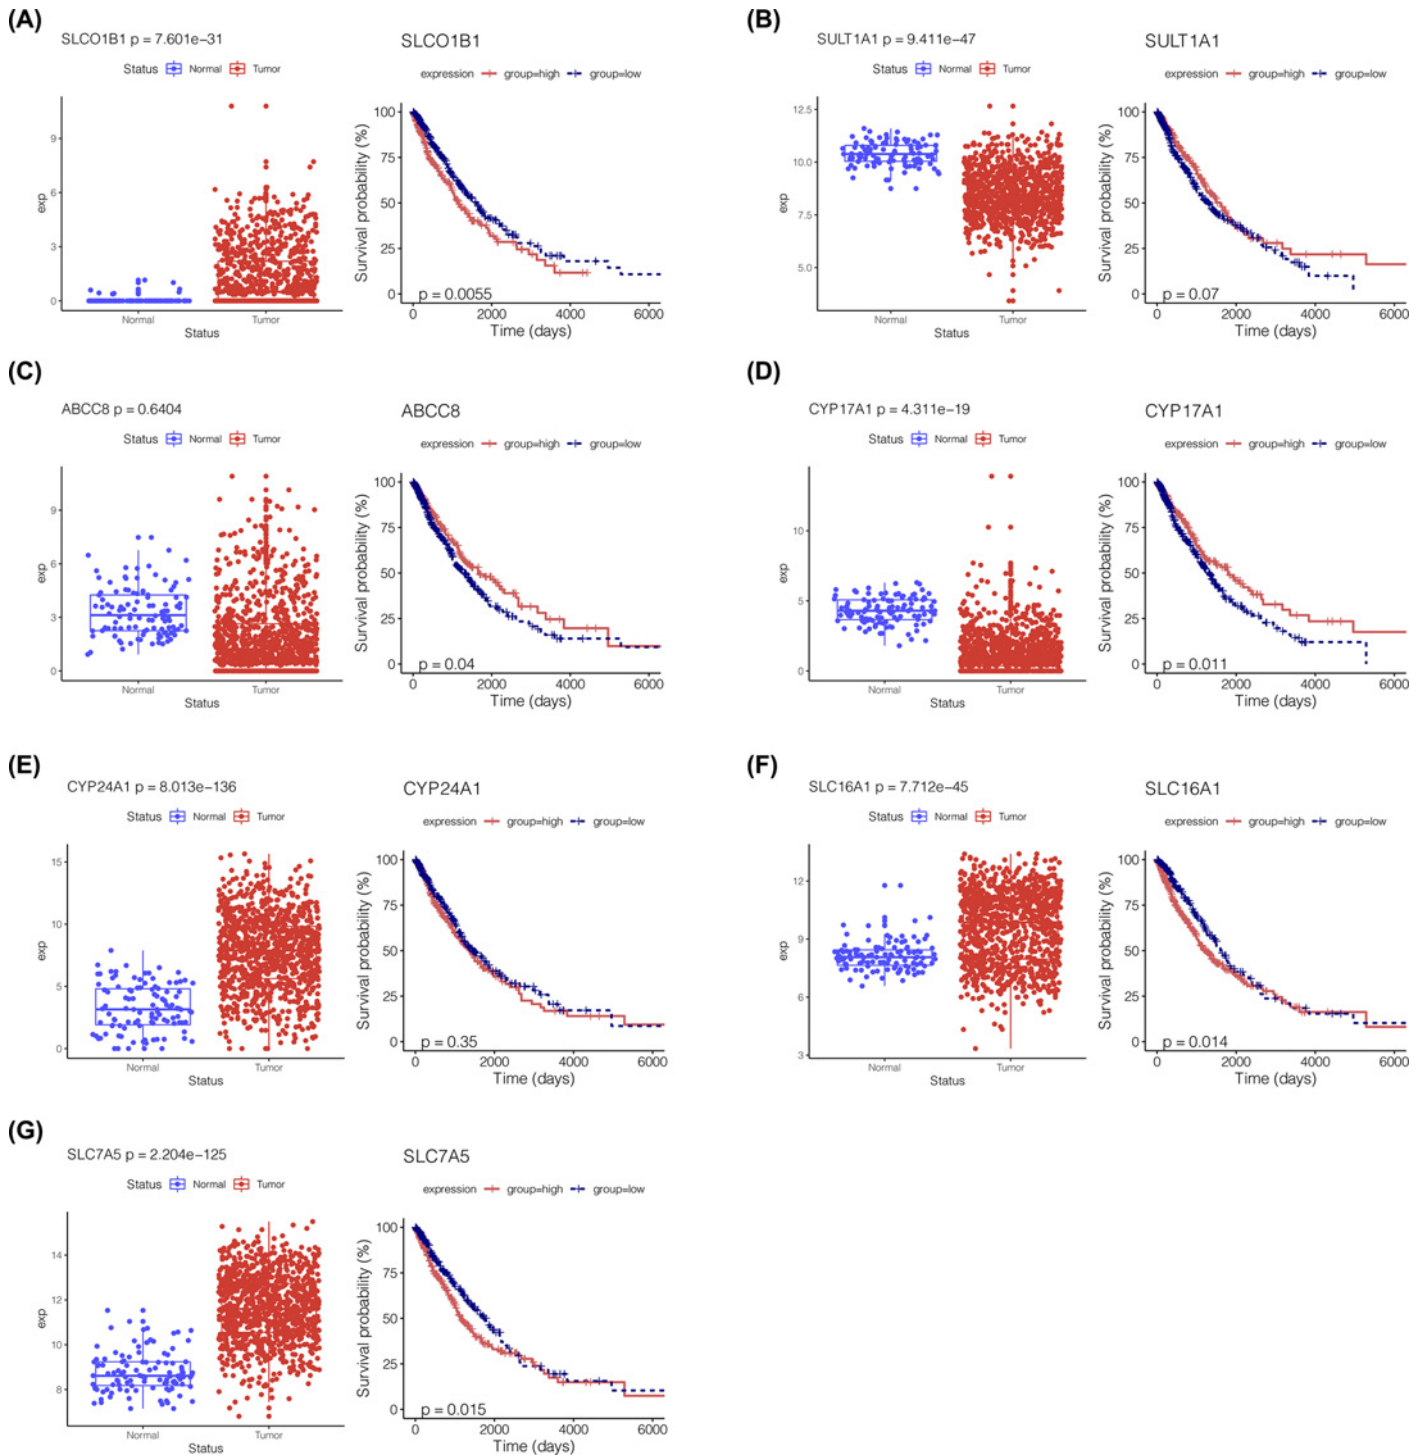 (A)
SLCO1B1 p = 7.601e−31
Status Normal Tumor
exp
9
6
3
0
Normal Tumor
Status
SLCO1B1
expression group=high group=low
Survival probability (%)
100
75
50
25
0
p = 0.0055
0 2000 4000 6000
Time (days)
(B)
SULT1A1 p = 9.411e−47
Status Normal Tumor
exp
12.5
10.0
7.5
5.0
Normal Tumor
Status
SULT1A1
expression group=high group=low
Survival probability (%)
100
75
50
25
0
p = 0.07
0 2000 4000 6000
Time (days)
(C)
ABCC8 p = 0.6404
Status Normal Tumor
exp
9
6
3
0
Normal Tumor
Status
ABCC8
expression group=high group=low
Survival probability (%)
100
75
50
25
0
p = 0.04
0 2000 4000 6000
Time (days)
(D)
CYP17A1 p = 4.311e−19
Status Normal Tumor
exp
10
5
0
Normal Tumor
Status
CYP17A1
expression group=high group=low
Survival probability (%)
100
75
50
25
0
p = 0.011
0 2000 4000 6000
Time (days)
(E)
CYP24A1 p = 8.013e−136
Status Normal Tumor
exp
15
10
5
0
Normal Tumor
Status
CYP24A1
expression group=high group=low
Survival probability (%)
100
75
50
25
0
p = 0.35
0 2000 4000 6000
Time (days)
(F)
SLC16A1 p = 7.712e−45
Status Normal Tumor
exp
12
9
6
3
Normal Tumor
Status
SLC16A1
expression group=high group=low
Survival probability (%)
100
75
50
25
0
p = 0.014
0 2000 4000 6000
Time (days)
(G)
SLC7A5 p = 2.204e−125
Status Normal Tumor
exp
14
12
10
8
Normal Tumor
Status
SLC7A5
expression group=high group=low
Survival probability (%)
100
75
50
25
0
p = 0.015
0 2000 4000 6000
Time (days)